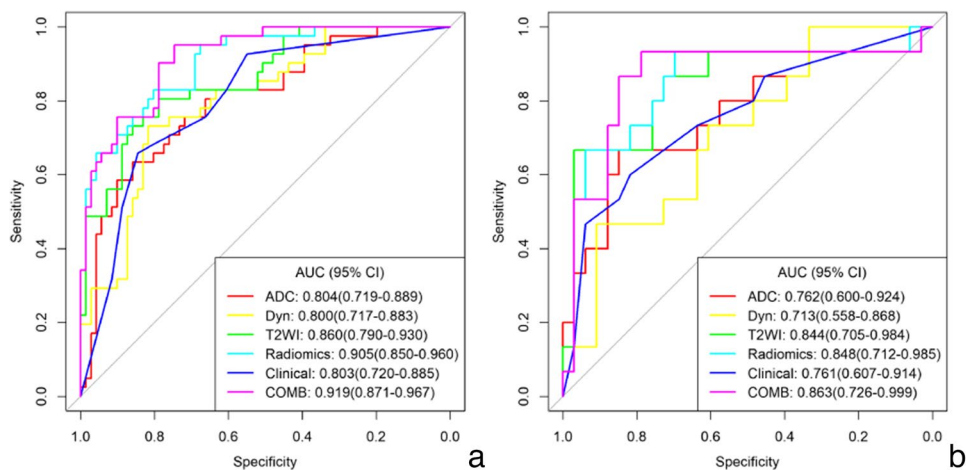 1.0
0.8
0.6
0.4
0.2
0.0
Sensitivity
AUC (95% CI)
ADC: 0.804(0.719-0.889)
Dyn: 0.800(0.717-0.883)
T2WI: 0.860(0.790-0.930)
Radiomics: 0.905(0.850-0.960)
Clinical: 0.803(0.720-0.885)
COMB: 0.919(0.871-0.967)
1.0 0.8 0.6 0.4 0.2 0.0
Specificity
a
1.0
0.8
0.6
0.4
0.2
0.0
Sensitivity
AUC (95% CI)
ADC: 0.762(0.600-0.924)
Dyn: 0.713(0.558-0.868)
T2WI: 0.844(0.705-0.984)
Radiomics: 0.848(0.712-0.985)
Clinical: 0.761(0.607-0.914)
COMB: 0.863(0.726-0.999)
1.0 0.8 0.6 0.4 0.2 0.0
Specificity
b